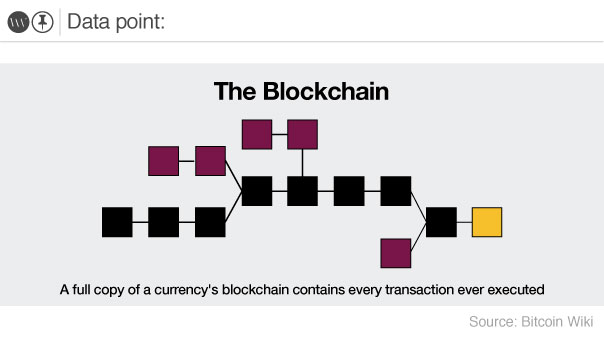 Data point:
The Blockchain
A full copy of a currency's blockchain contains every transaction ever executed
Source: Bitcoin Wiki